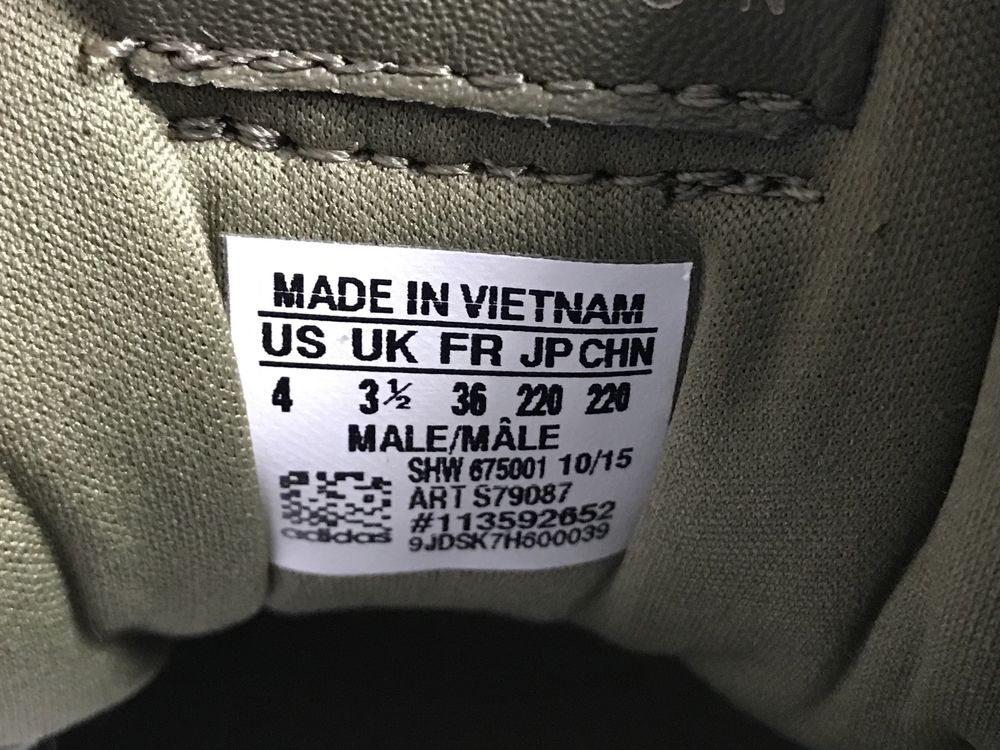 MADE IN VIETNAM
US UK FR JP CHN
4 3½ 36 220 220
MALE/MÂLE
SHW 675001 10/15
ART S79087
#113592652
9JDSK7H600039
adidas